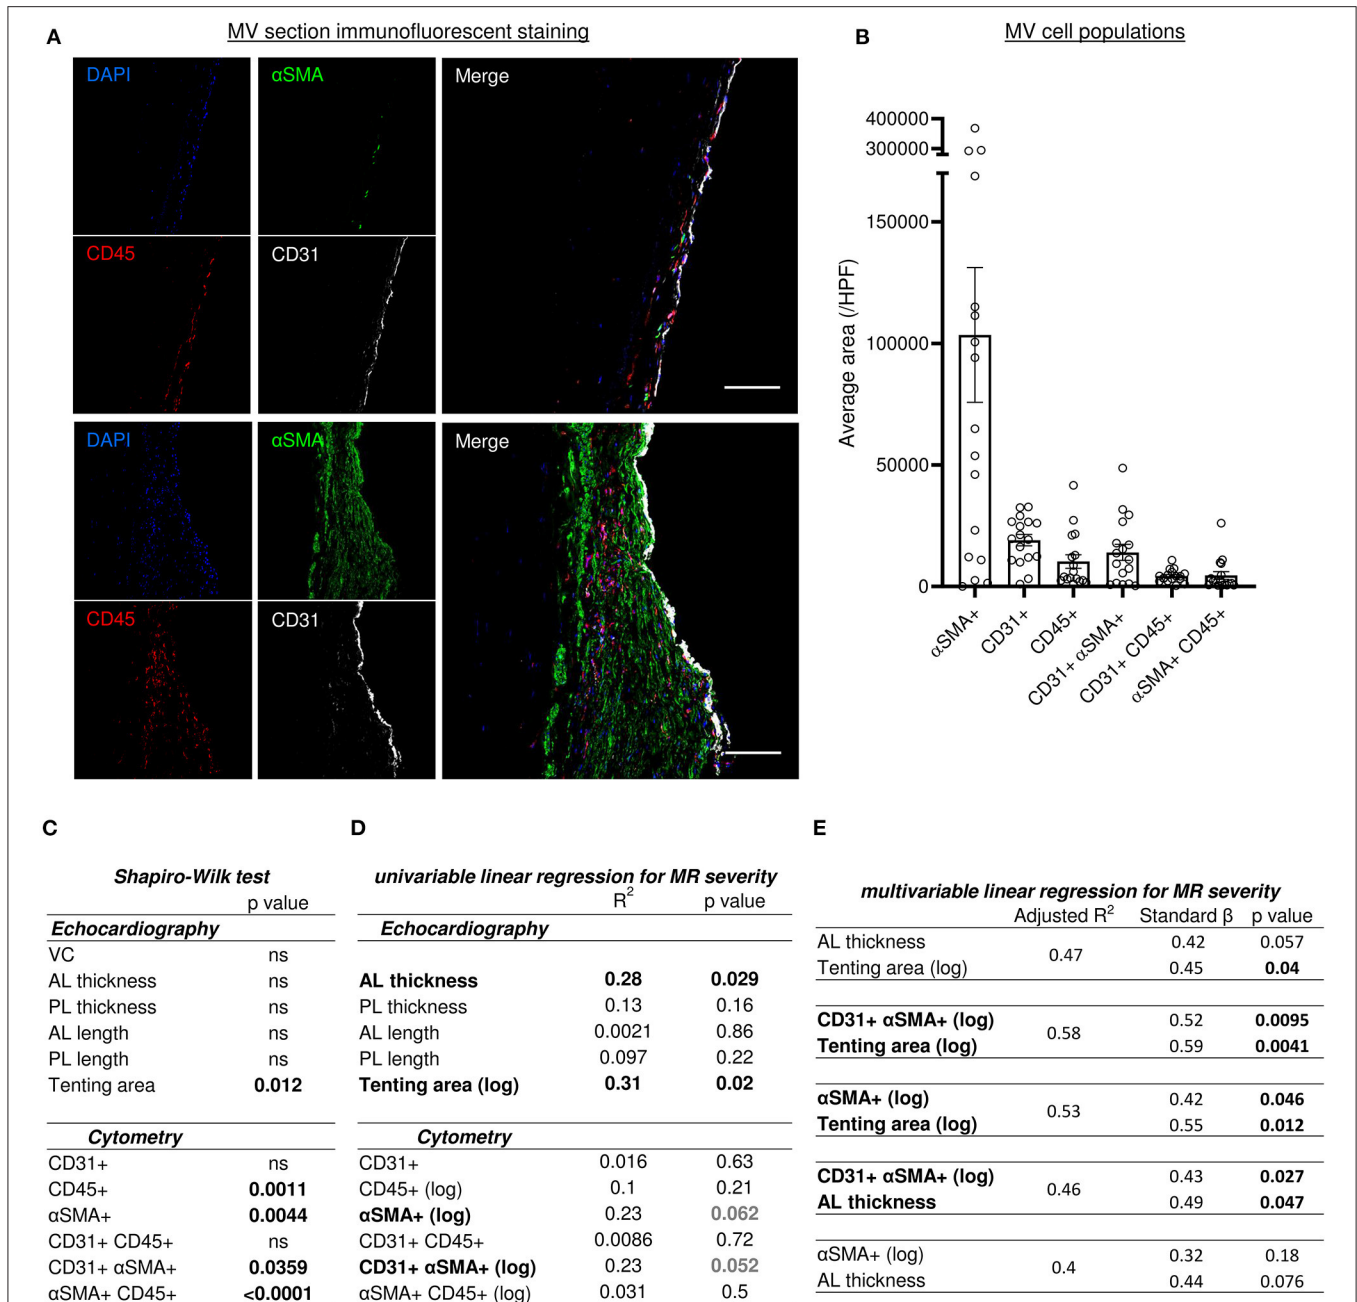 A
MV section immunofluorescent staining
DAPI
αSMA
Merge
CD45
CD31
DAPI
αSMA
Merge
CD45
CD31
B
MV cell populations
Average area (/HPF)
400000
300000
150000
100000
50000
0
αSMA+
CD31+
CD45+
CD31+ αSMA+
CD31+ CD45+
αSMA+ CD45+
C
Shapiro-Wilk test
p value
Echocardiography
VC ns
AL thickness ns
PL thickness ns
AL length ns
PL length ns
Tenting area 0.012
Cytometry
CD31+ ns
CD45+ 0.0011
αSMA+ 0.0044
CD31+ CD45+ ns
CD31+ αSMA+ 0.0359
αSMA+ CD45+ <0.0001
D
univariable linear regression for MR severity
R² p value
Echocardiography
AL thickness 0.28 0.029
PL thickness 0.13 0.16
AL length 0.0021 0.86
PL length 0.097 0.22
Tenting area (log) 0.31 0.02
Cytometry
CD31+ 0.016 0.63
CD45+ (log) 0.1 0.21
αSMA+ (log) 0.23 0.062
CD31+ CD45+ 0.0086 0.72
CD31+ αSMA+ (log) 0.23 0.052
αSMA+ CD45+ (log) 0.031 0.5
E
multivariable linear regression for MR severity
Adjusted R² Standard β p value
AL thickness 0.42 0.057
0.47
Tenting area (log) 0.45 0.04
CD31+ αSMA+ (log) 0.52 0.0095
0.58
Tenting area (log) 0.59 0.0041
αSMA+ (log) 0.42 0.046
0.53
Tenting area (log) 0.55 0.012
CD31+ αSMA+ (log) 0.43 0.027
0.46
AL thickness 0.49 0.047
αSMA+ (log) 0.32 0.18
0.4
AL thickness 0.44 0.076